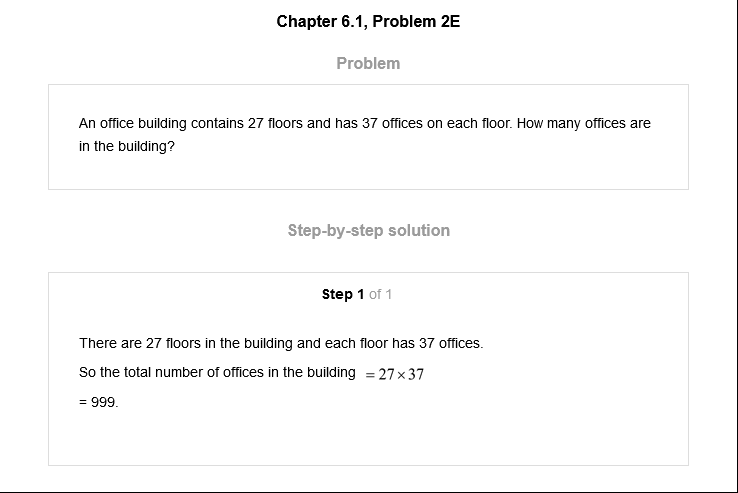 Chapter 6.1, Problem 2E
Problem
An office building contains 27 floors and has 37 offices on each floor. How many offices are
in the building?
Step-by-step solution
Step 1 of 1
There are 27 floors in the building and each floor has 37 offices.
So the total number of offices in the building = 27 × 37
= 999.